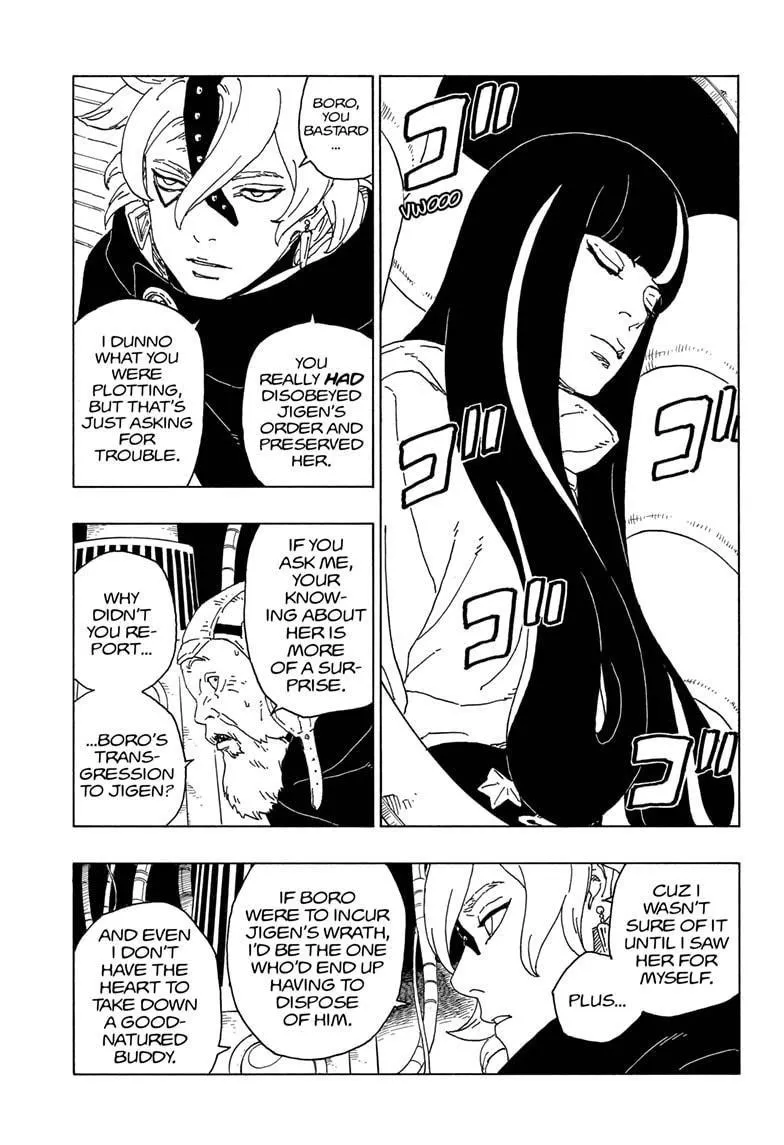 ゴゴ
VWOOO
ゴゴ
ゴゴ
ゴゴ
ゴゴ
BORO,
YOU
BASTARD
...
YOU
REALLY HAD
DISOBEYED
JIGEN'S
ORDER AND
PRESERVED
HER.
I DUNNO
WHAT YOU
WERE
PLOTTING,
BUT THAT'S
JUST ASKING
FOR
TROUBLE.
IF YOU
ASK ME,
YOUR
KNOW-
ING ABOUT
HER IS
MORE
OF A SUR-
PRISE.
WHY
DIDN'T
YOU RE-
PORT...
...BORO'S
TRANS-
GRESSION
TO JIGEN?
CUZ I
WASN'T
SURE OF IT
UNTIL I SAW
HER FOR
MYSELF.
PLUS...
IF BORO
WERE TO INCUR
JIGEN'S WRATH,
I'D BE THE ONE
WHO'D END UP
HAVING TO
DISPOSE
OF HIM.
AND EVEN
I DON'T
HAVE THE
HEART TO
TAKE DOWN
A GOOD-
NATURED
BUDDY.